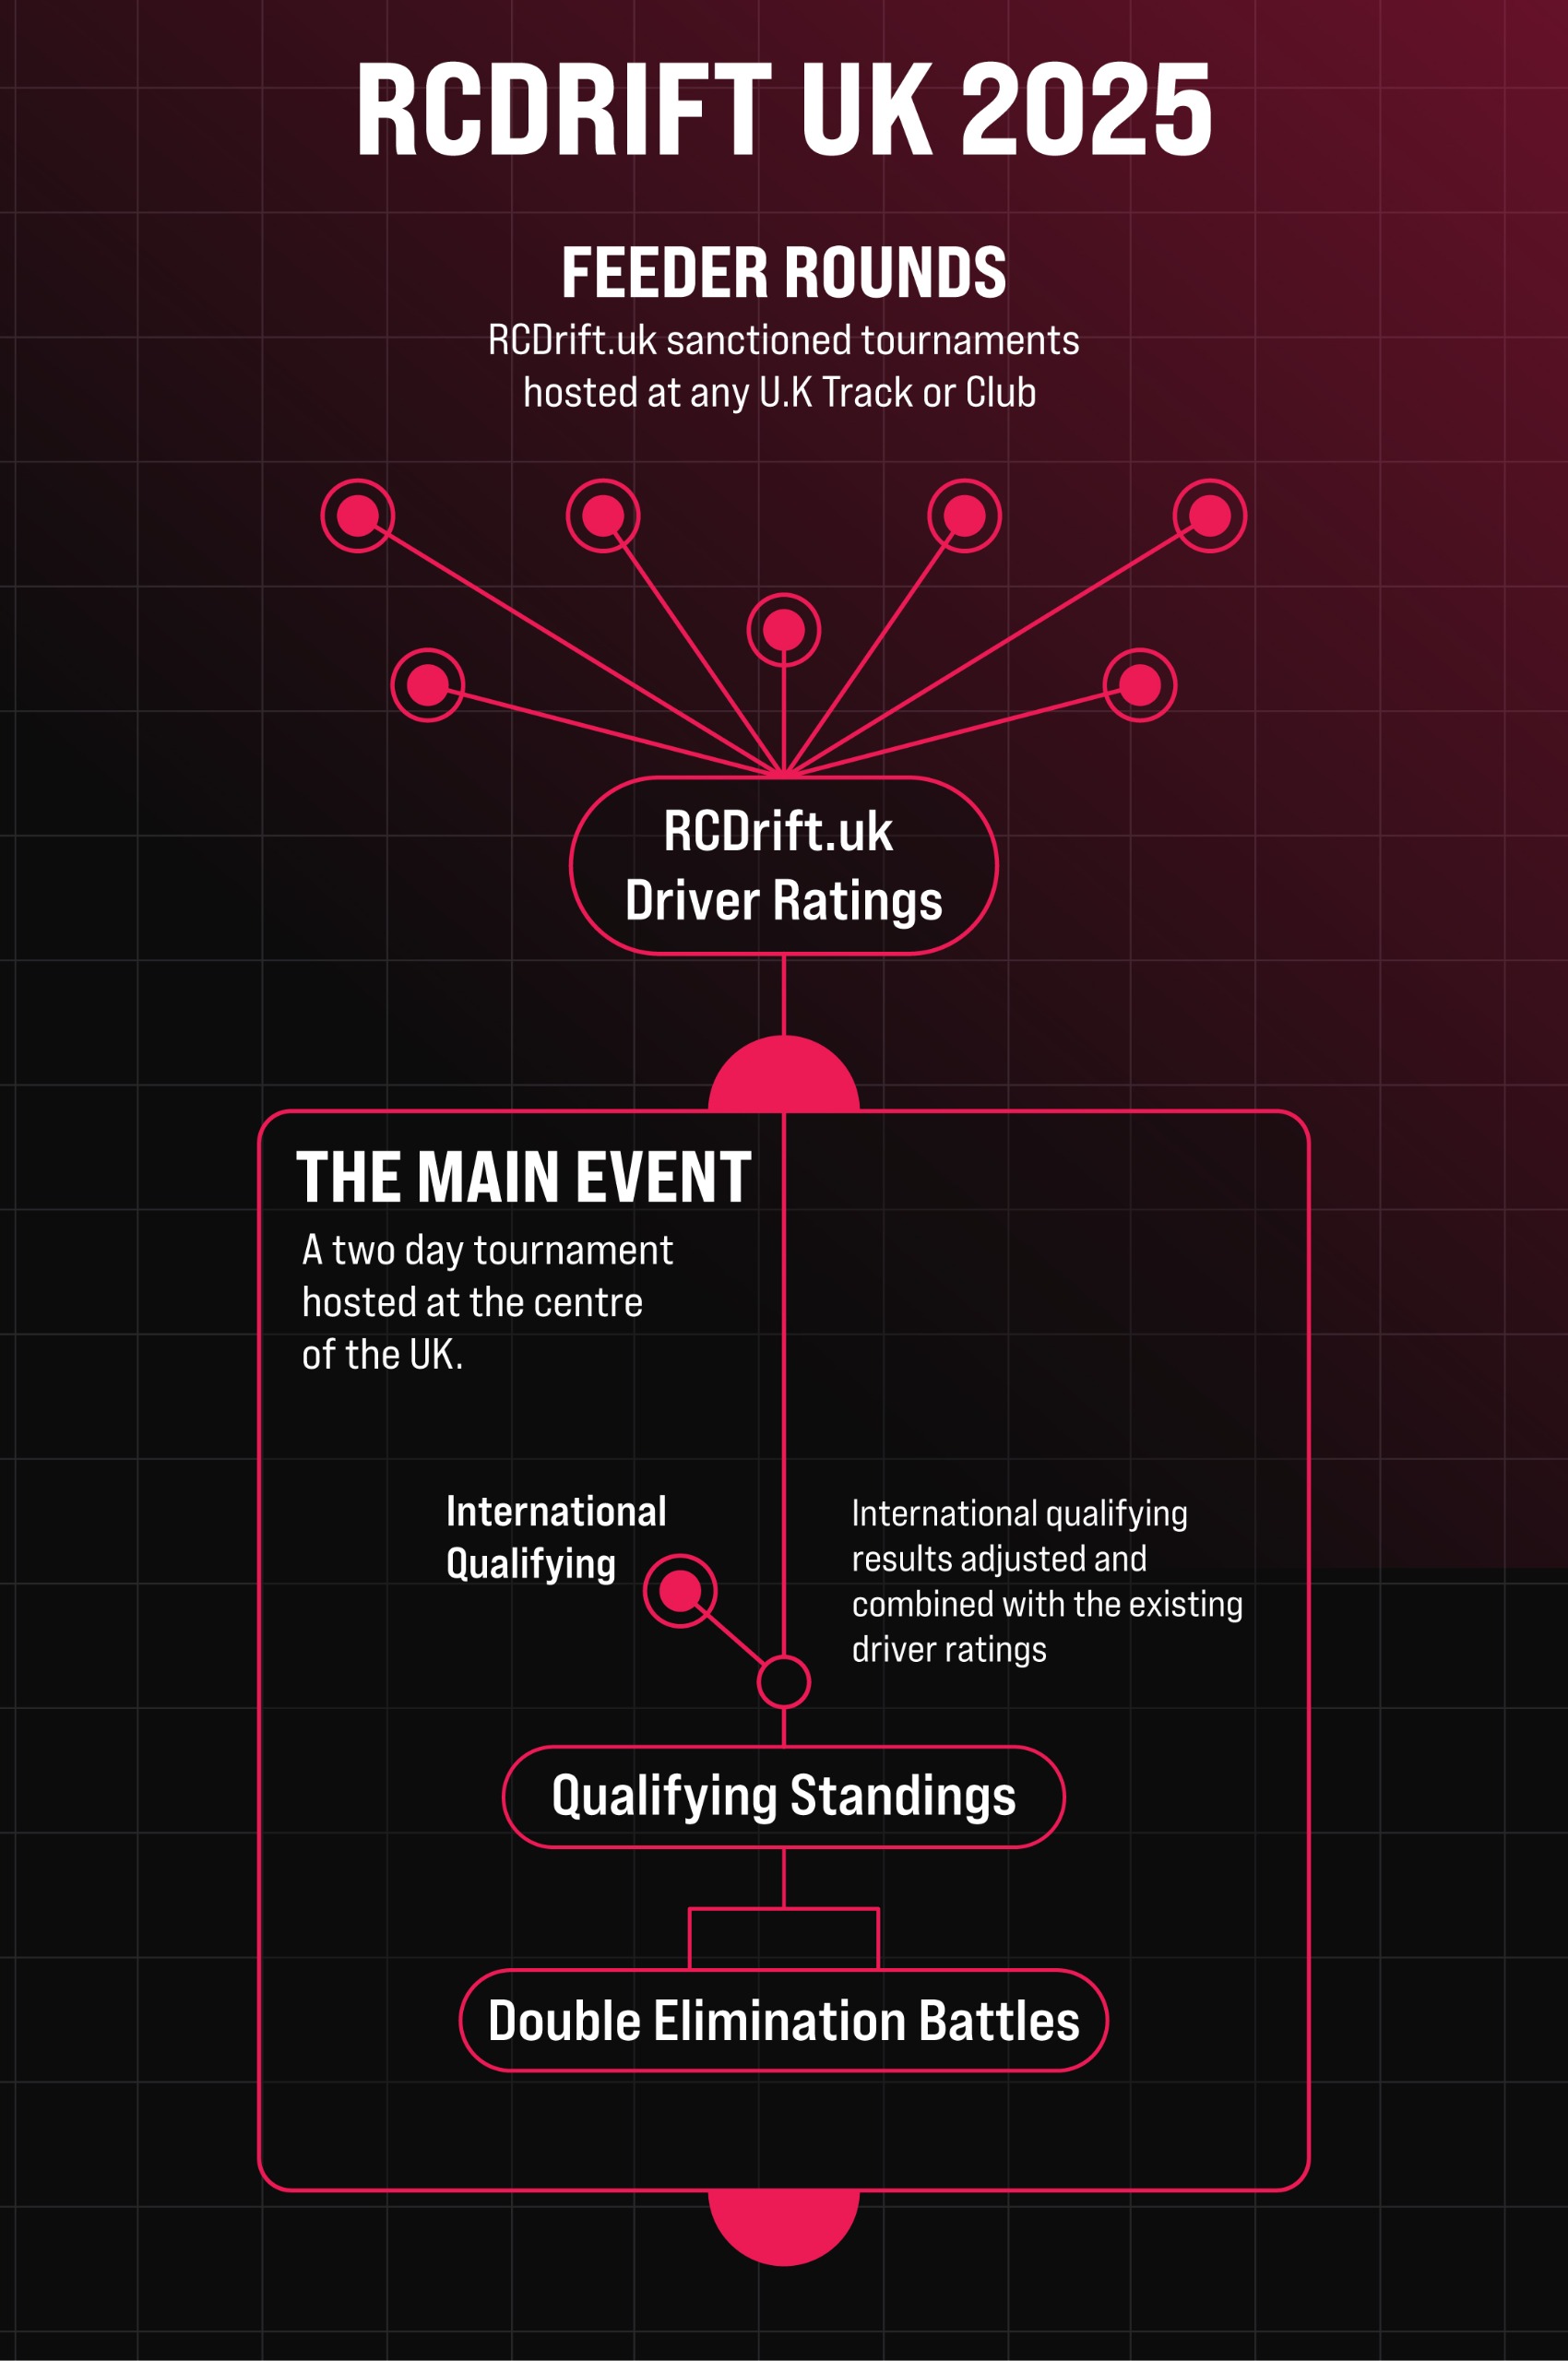 RCDRIFT UK 2025
FEEDER ROUNDS
RCDrift.uk sanctioned tournaments
hosted at any U.K Track or Club
RCDrift.uk
Driver Ratings
THE MAIN EVENT
A two day tournament
hosted at the centre
of the UK.
International
Qualifying
International qualifying
results adjusted and
combined with the existing
driver ratings
Qualifying Standings
Double Elimination Battles